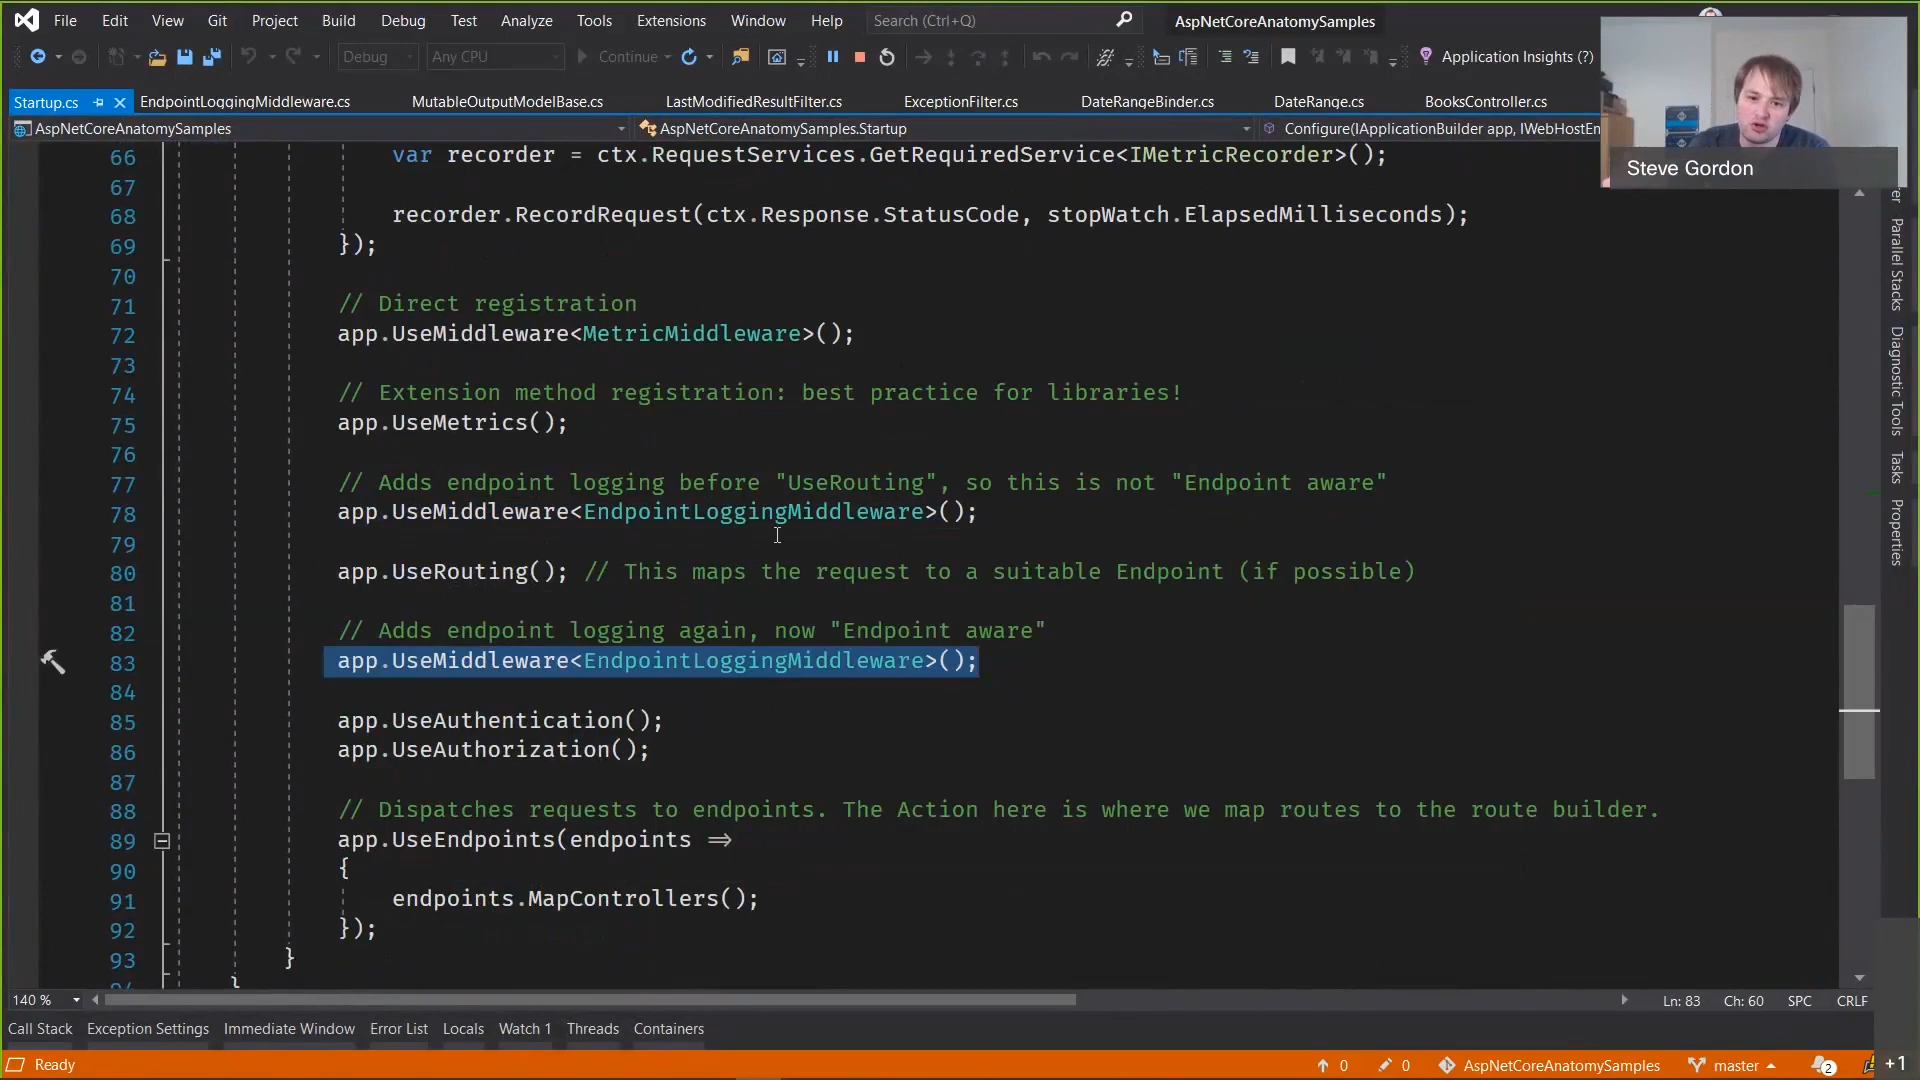 File Edit View Git Project Build Debug Test Analyze Tools Extensions Window Help Search (Ctrl+Q) AspNetCoreAnatomySamples
Debug Any CPU Continue Application Insights (?)
Startup.cs EndpointLoggingMiddleware.cs MutableOutputModelBase.cs LastModifiedResultFilter.cs ExceptionFilter.cs DateRangeBinder.cs DateRange.cs BooksController.cs
AspNetCoreAnatomySamples AspNetCoreAnatomySamples.Startup Configure(IApplicationBuilder app, IWebHostEn
Steve Gordon
66 var recorder = ctx.RequestServices.GetRequiredService<IMetricRecorder>();
67
68 recorder.RecordRequest(ctx.Response.StatusCode, stopWatch.ElapsedMilliseconds);
69 });
70
71 // Direct registration
72 app.UseMiddleware<MetricMiddleware>();
73
74 // Extension method registration: best practice for libraries!
75 app.UseMetrics();
76
77 // Adds endpoint logging before "UseRouting", so this is not "Endpoint aware"
78 app.UseMiddleware<EndpointLoggingMiddleware>();
79
80 app.UseRouting(); // This maps the request to a suitable Endpoint (if possible)
81
82 // Adds endpoint logging again, now "Endpoint aware"
83 app.UseMiddleware<EndpointLoggingMiddleware>();
84
85 app.UseAuthentication();
86 app.UseAuthorization();
87
88 // Dispatches requests to endpoints. The Action here is where we map routes to the route builder.
89 app.UseEndpoints(endpoints =>
90 {
91 endpoints.MapControllers();
92 });
93 }
Parallel Stacks
Diagnostic Tools
Tasks
Properties
140 % Ln: 83 Ch: 60 SPC CRLF
Call Stack Exception Settings Immediate Window Error List Locals Watch 1 Threads Containers
Ready 0 0 AspNetCoreAnatomySamples master 2 +1